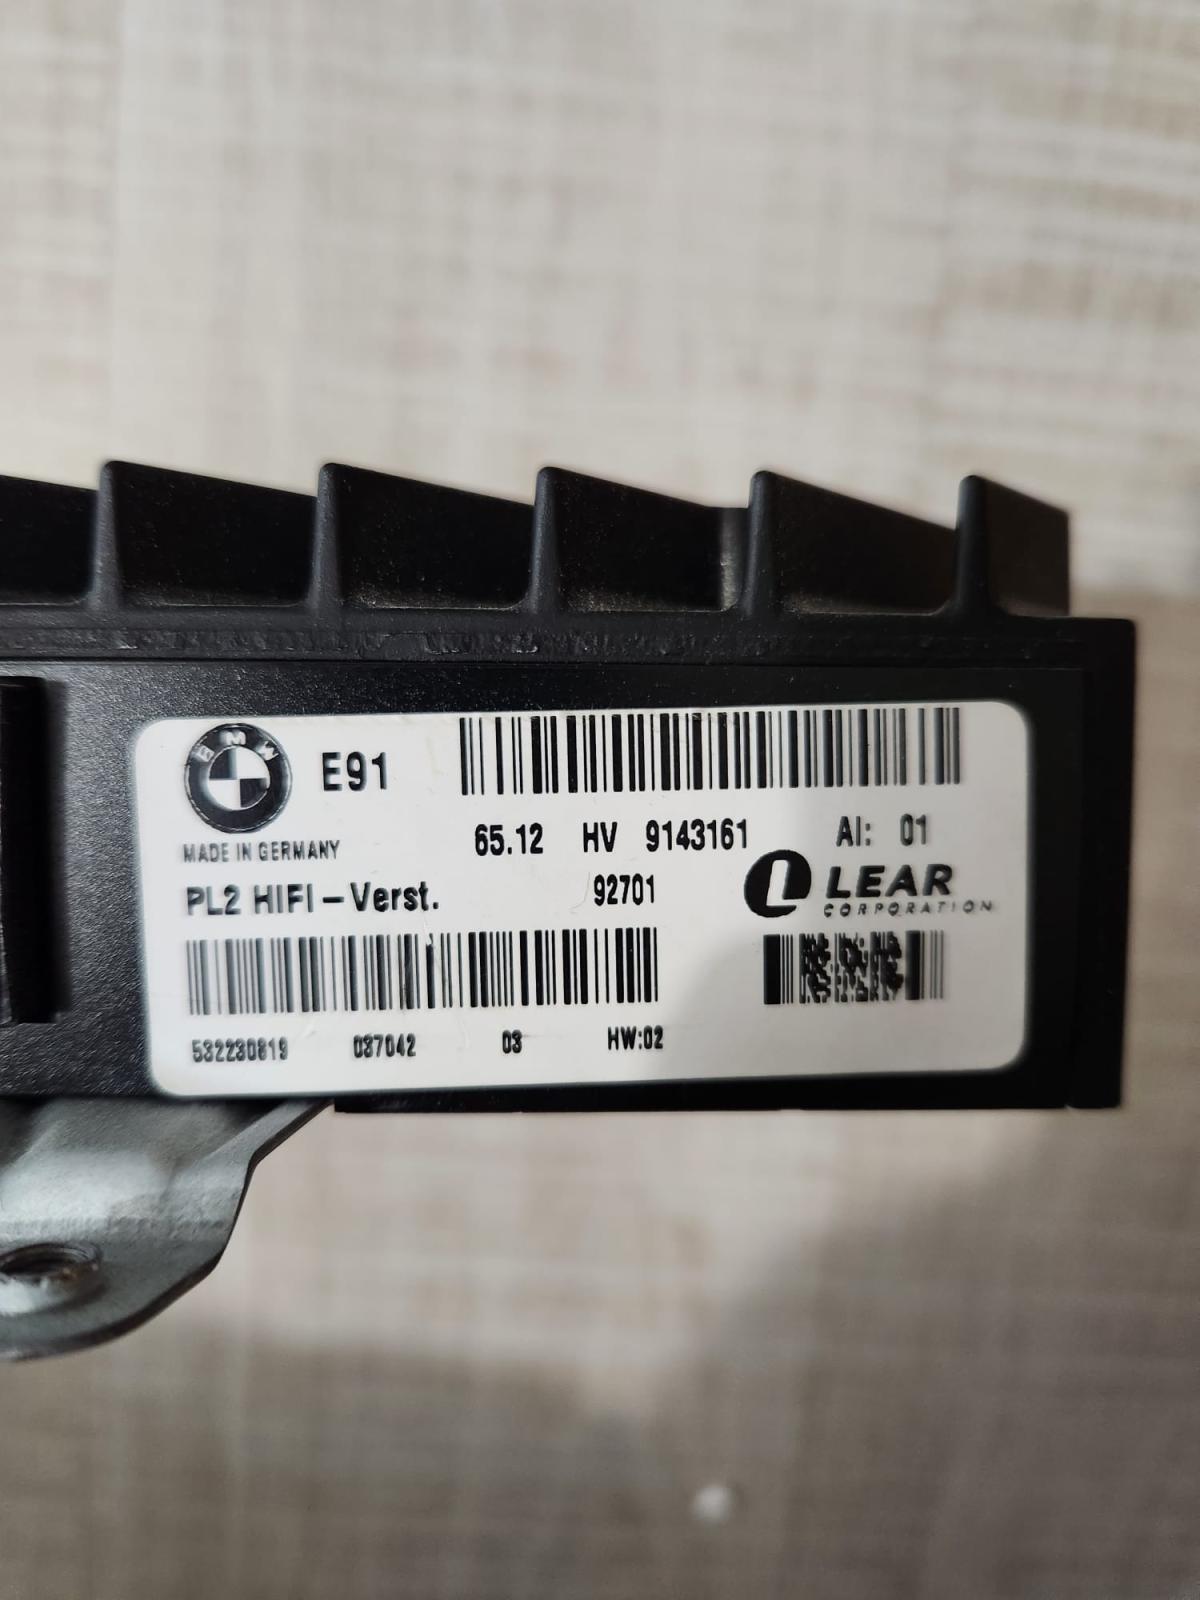 BMW E91
MADE IN GERMANY
65.12 HV 9143161 AI: 01
PL2 HIFI-Verst. 92701
LEAR
CORPORATION
532230819 037042 03 HW:02